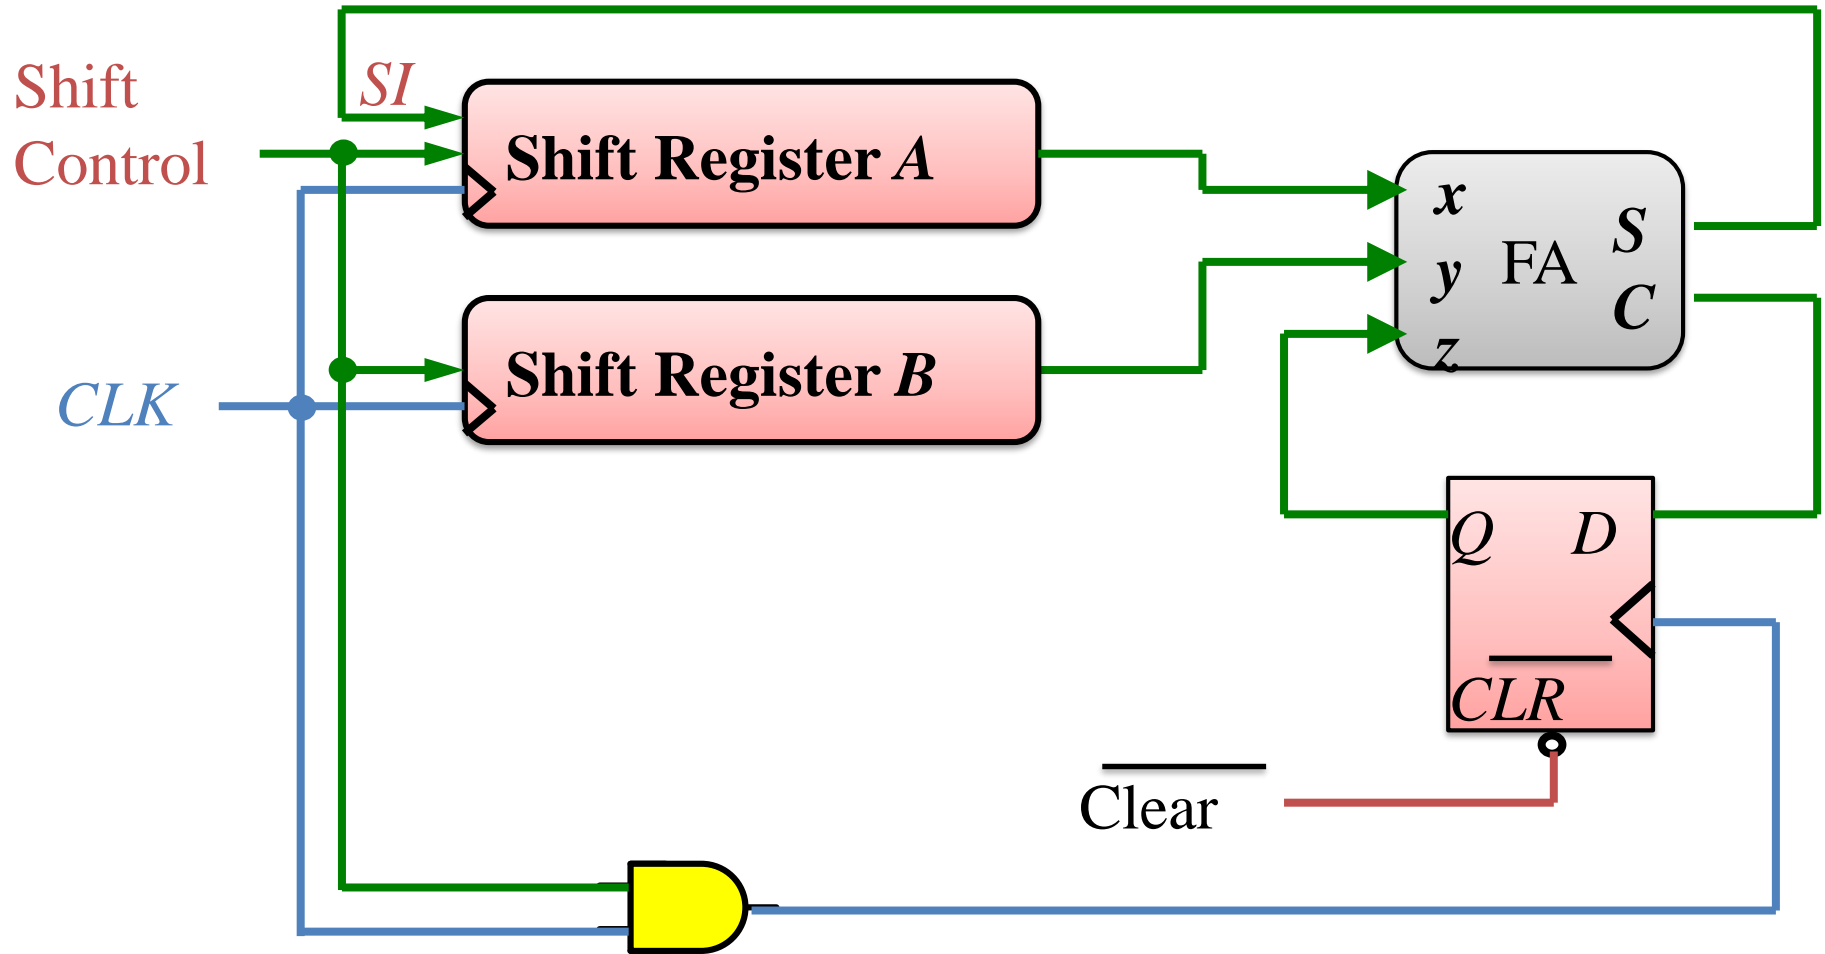 Shift
Control
SI
Shift Register A
x
y
z
FA
S
C
Shift Register B
CLK
Q
D
CLR
Clear